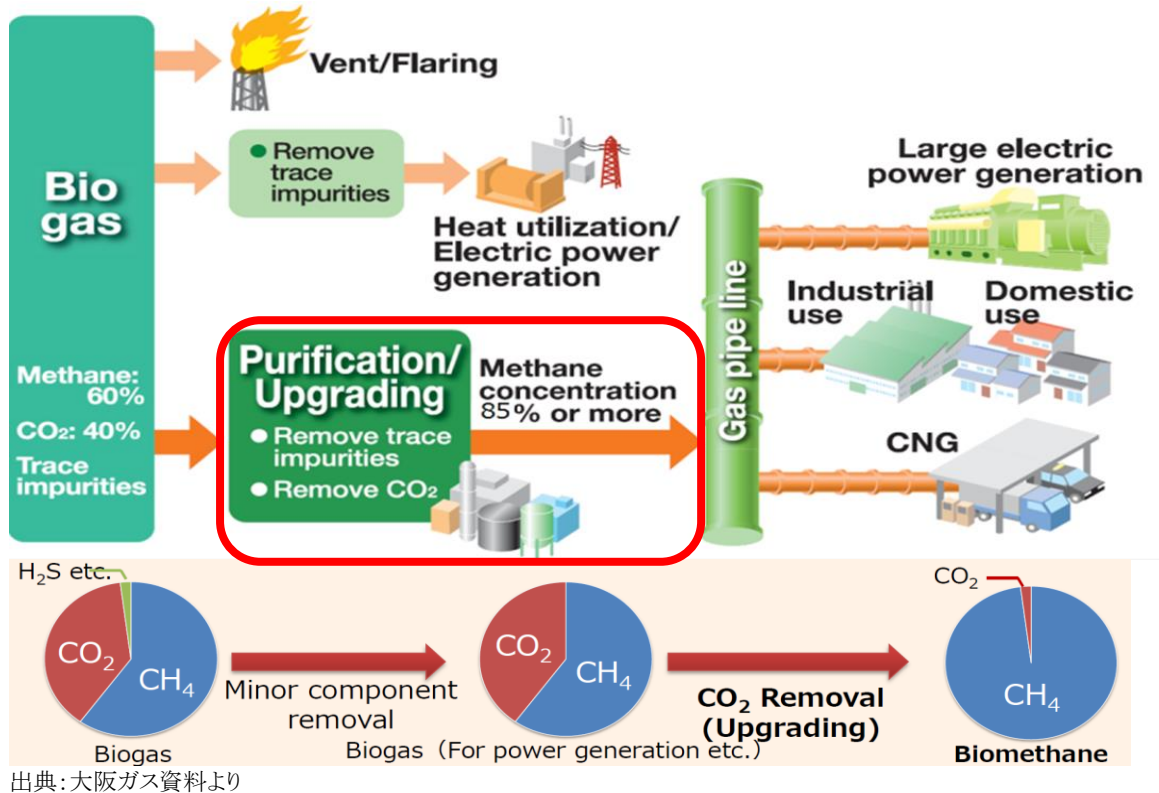 Vent/Flaring
Bio
gas
Methane:
60%
CO₂: 40%
Trace
impurities
● Remove
trace
impurities
Heat utilization/
Electric power
generation
Purification/
Upgrading
● Remove trace
impurities
● Remove CO₂
Methane
concentration
85% or more
Gas pipe line
Large electric
power generation
Industrial
use
Domestic
use
CNG
H₂S etc.
CO₂
CH₄
Biogas
Minor component
removal
CO₂
CH₄
Biogas（For power generation etc.）
CO₂ Removal
(Upgrading)
CO₂
CH₄
Biomethane
出典：大阪ガス資料より